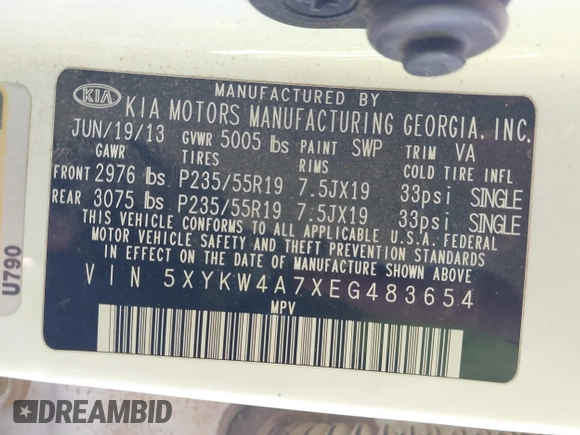 MANUFACTURED BY
KIA KIA MOTORS MANUFACTURING GEORGIA, INC.
JUN/19/13 GVWR 5005 lbs PAINT SWP TRIM VA
GAWR TIRES RIMS COLD TIRE INFL
FRONT 2976 lbs P235/55R19 7.5JX19 33psi SINGLE
REAR 3075 lbs P235/55R19 7.5JX19 33psi SINGLE
THIS VEHICLE CONFORMS TO ALL APPLICABLE U.S.A. FEDERAL
MOTOR VEHICLE SAFETY AND THEFT PREVENTION STANDARDS
IN EFFECT ON THE DATE OF MANUFACTURE SHOWN ABOVE.
VIN 5XYKW4A7XEG483654
MPV
U790
DREAMBID